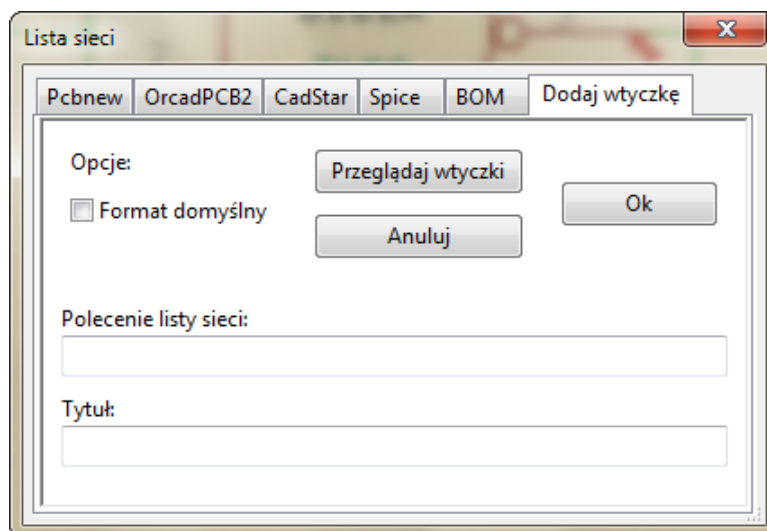 Lista sieci
Pcbnew OrcadPCB2 CadStar Spice BOM Dodaj wtyczkę
Opcje: Przeglądaj wtyczki
Format domyślny Ok
Anuluj
Polecenie listy sieci:
Tytuł: